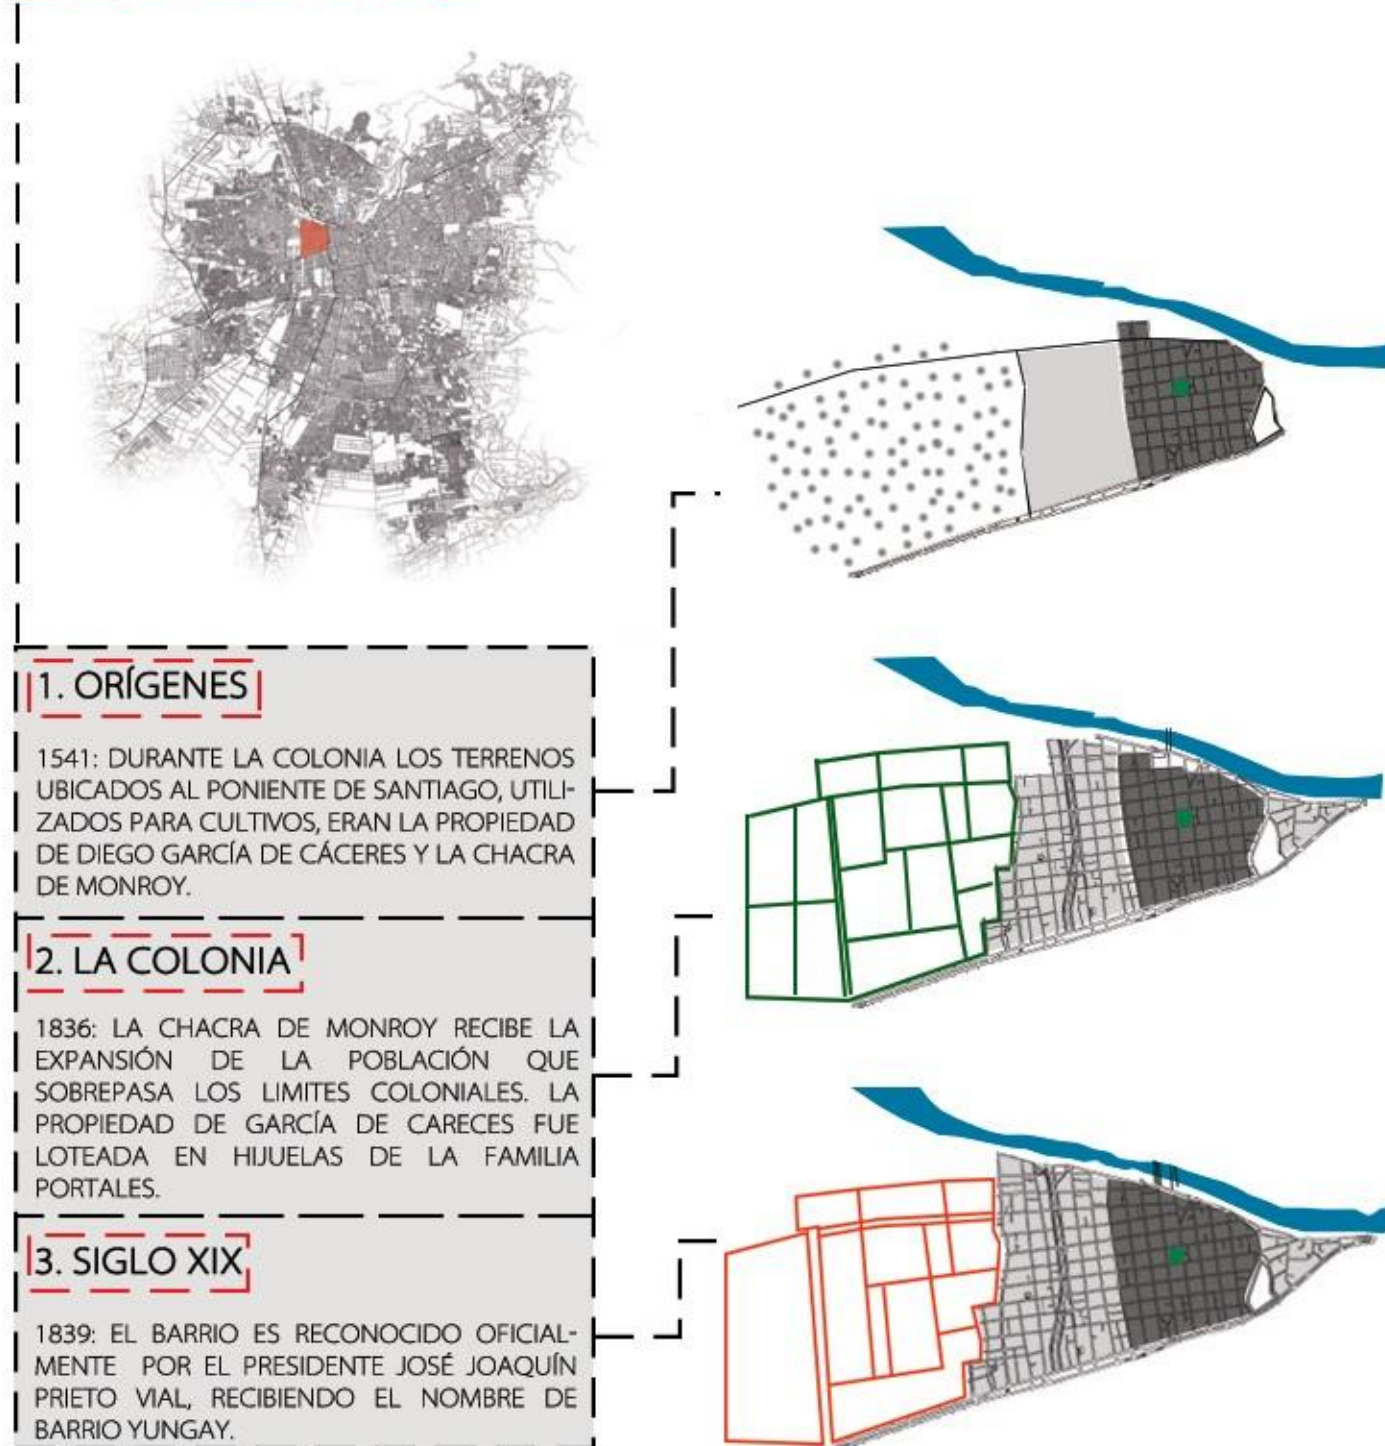 1. ORÍGENES
1541: DURANTE LA COLONIA LOS TERRENOS
UBICADOS AL PONIENTE DE SANTIAGO, UTILI-
ZADOS PARA CULTIVOS, ERAN LA PROPIEDAD
DE DIEGO GARCÍA DE CÁCERES Y LA CHACRA
DE MONROY.
2. LA COLONIA
1836: LA CHACRA DE MONROY RECIBE LA
EXPANSIÓN DE LA POBLACIÓN QUE
SOBREPASA LOS LIMITES COLONIALES. LA
PROPIEDAD DE GARCÍA DE CARECES FUE
LOTEADA EN HIJUELAS DE LA FAMILIA
PORTALES.
3. SIGLO XIX
1839: EL BARRIO ES RECONOCIDO OFICIAL-
MENTE POR EL PRESIDENTE JOSÉ JOAQUÍN
PRIETO VIAL, RECIBIENDO EL NOMBRE DE
BARRIO YUNGAY.